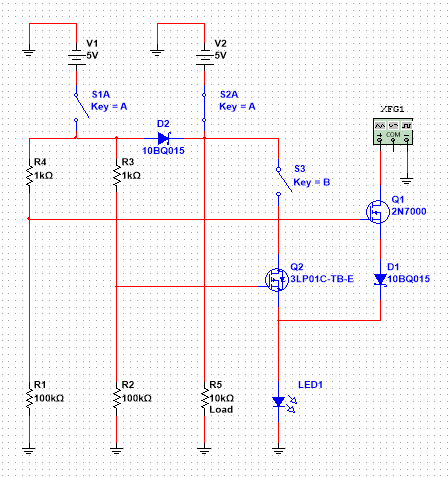 V1
5V
V2
5V
S1A
Key = A
S2A
Key = A
XFG1
COM
D2
10BQ015
R4
1kΩ
R3
1kΩ
S3
Key = B
Q1
2N7000
Q2
3LP01C-TB-E
D1
10BQ015
R1
100kΩ
R2
100kΩ
R5
10kΩ
Load
LED1